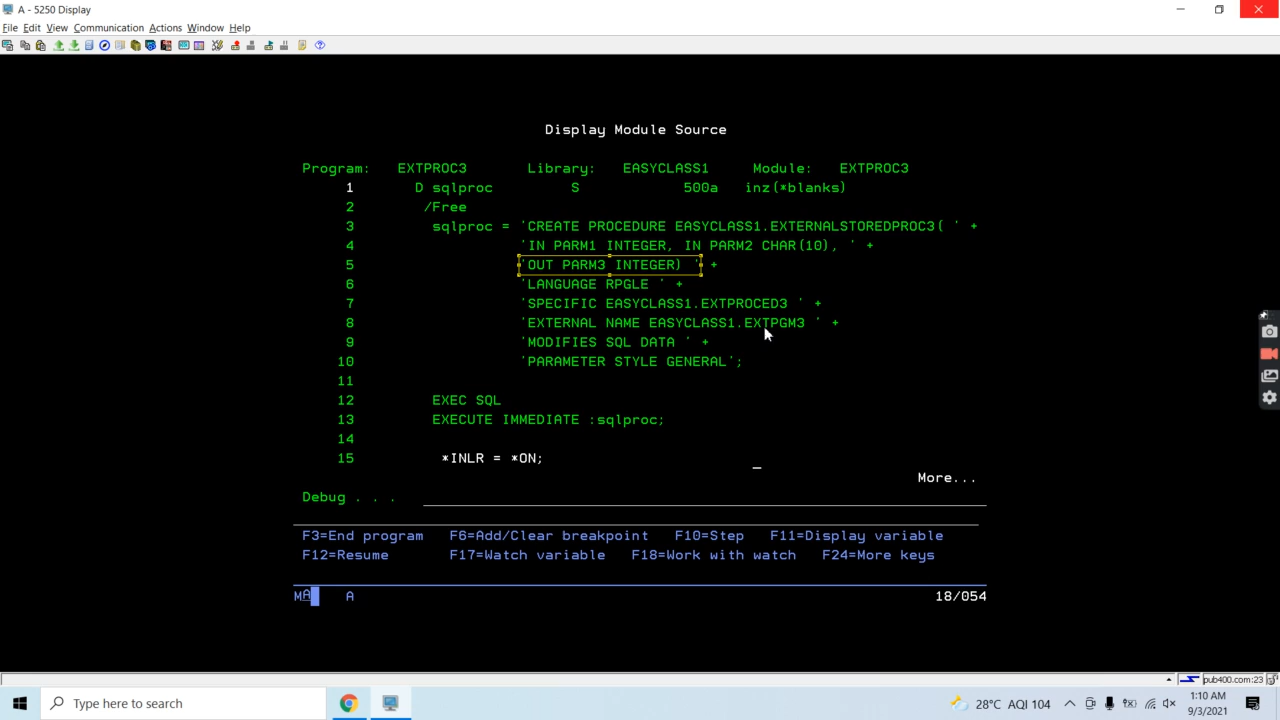 A - 5250 Display
File Edit View Communication Actions Window Help
Display Module Source
Program: EXTPROC3 Library: EASYCLASS1 Module: EXTPROC3
1 D sqlproc S 500a inz(*blanks)
2 /Free
3 sqlproc = 'CREATE PROCEDURE EASYCLASS1.EXTERNALSTOREDPROC3( ' +
4 'IN PARM1 INTEGER, IN PARM2 CHAR(10), ' +
5 'OUT PARM3 INTEGER) ' +
6 'LANGUAGE RPGLE ' +
7 'SPECIFIC EASYCLASS1.EXTPROCED3 ' +
8 'EXTERNAL NAME EASYCLASS1.EXTPGM3 ' +
9 'MODIFIES SQL DATA ' +
10 'PARAMETER STYLE GENERAL';
11
12 EXEC SQL
13 EXECUTE IMMEDIATE :sqlproc;
14
15 *INLR = *ON;
More...
Debug . . .
F3=End program F6=Add/Clear breakpoint F10=Step F11=Display variable
F12=Resume F17=Watch variable F18=Work with watch F24=More keys
MA A 18/054
pub400.com:23
Type here to search
28°C AQI 104
1:10 AM
9/3/2021